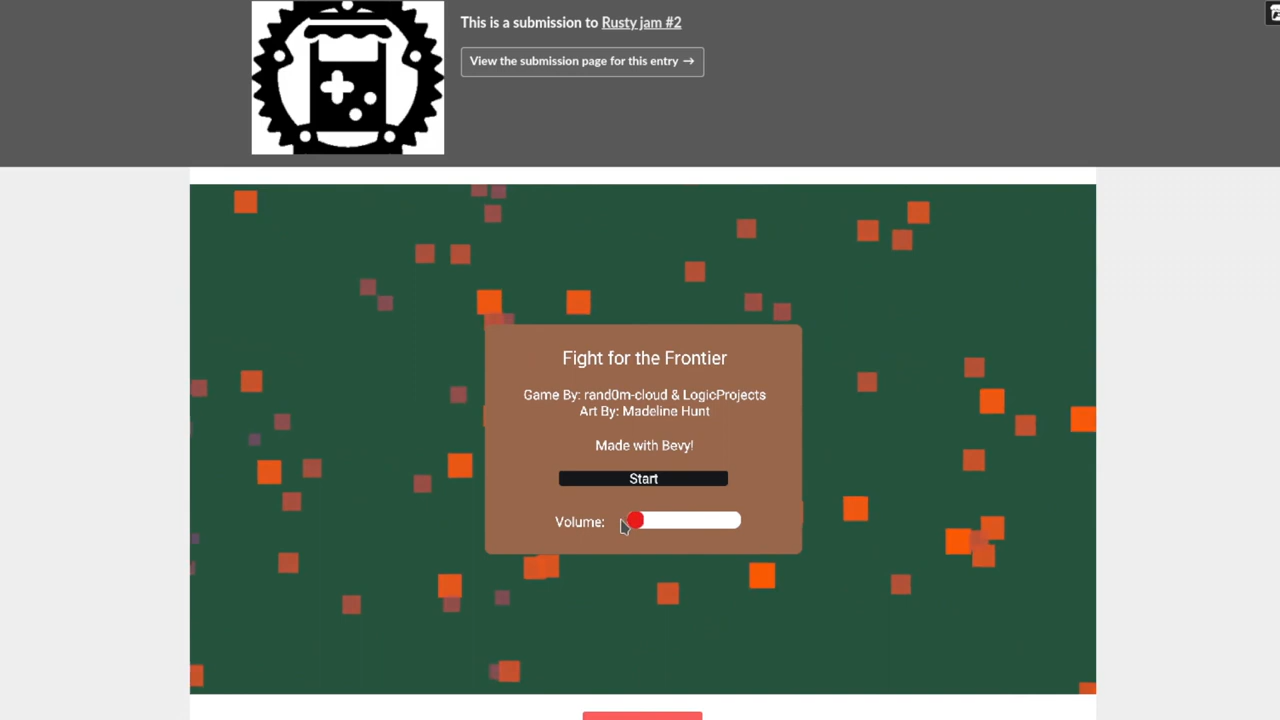 This is a submission to Rusty jam #2
View the submission page for this entry →
Fight for the Frontier
Game By: rand0m-cloud & LogicProjects
Art By: Madeline Hunt
Made with Bevy!
Start
Volume: